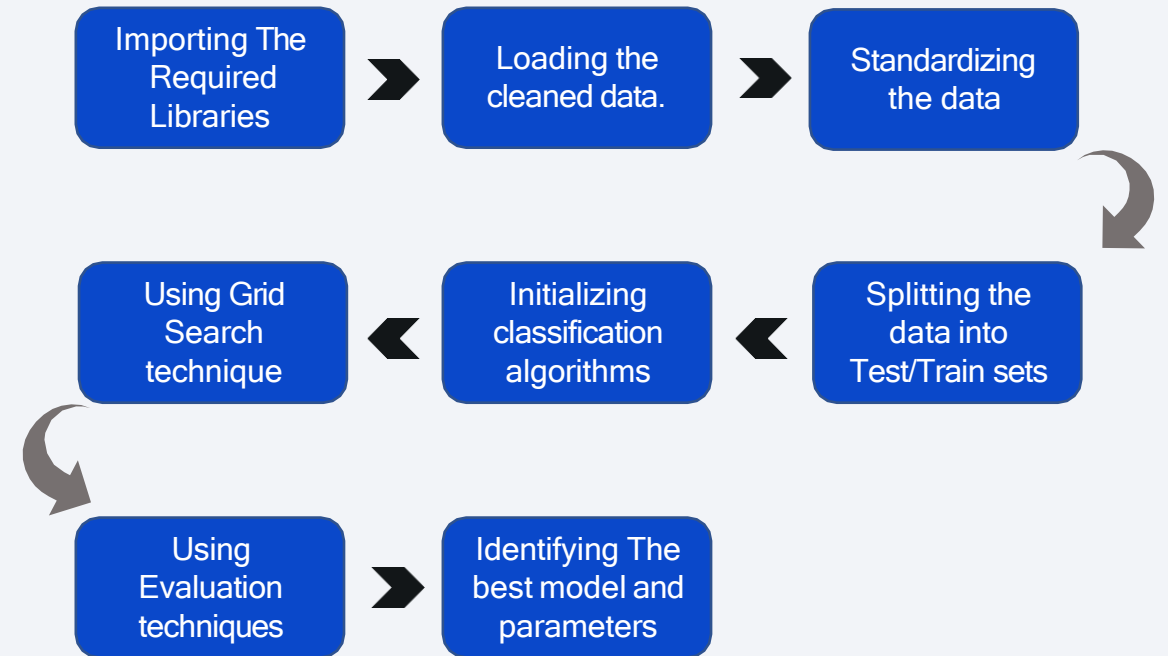 Importing The
Required
Libraries
Loading the
cleaned data.
Standardizing
the data
Splitting the
data into
Test/Train sets
Initializing
classification
algorithms
Using Grid
Search
technique
Using
Evaluation
techniques
Identifying The
best model and
parameters